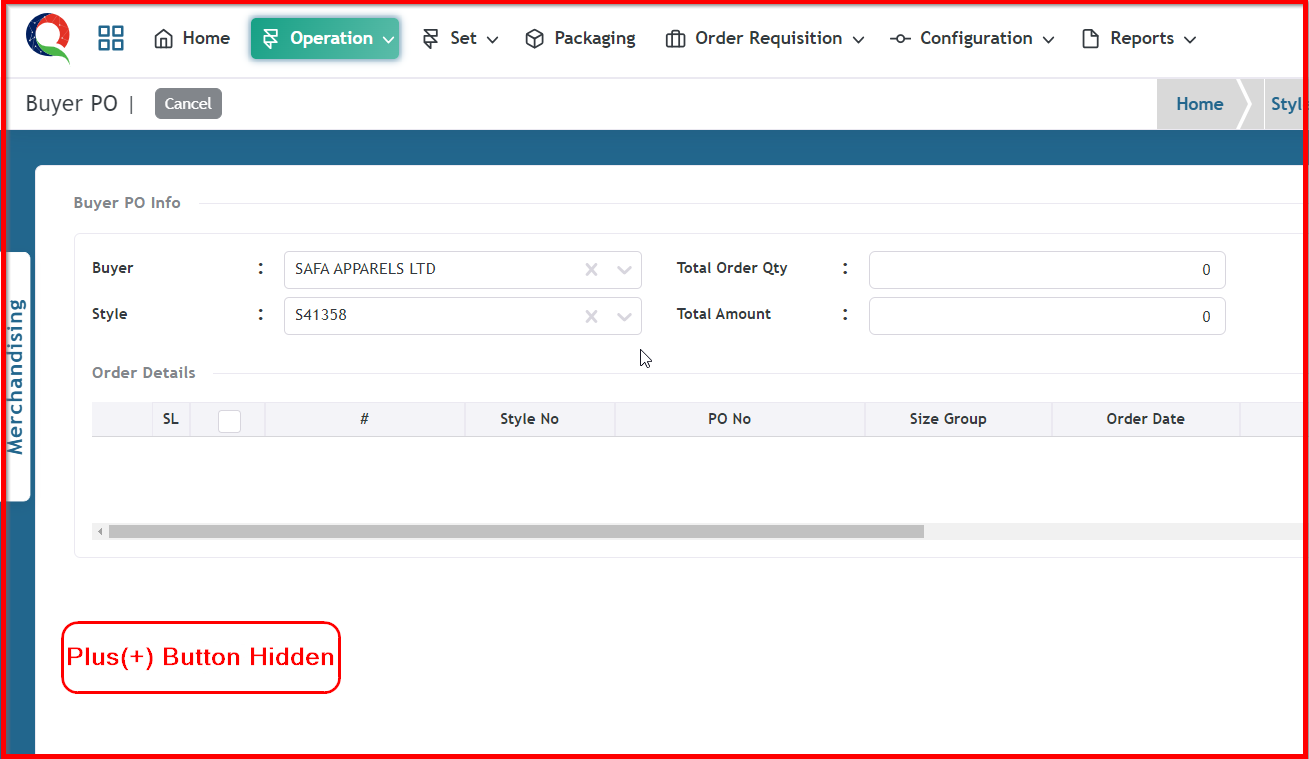 Home Operation Set Packaging Order Requisition Configuration Reports
Buyer PO | Cancel Home Styl
Buyer PO Info
Buyer : SAFA APPARELS LTD Total Order Qty : 0
Style : S41358 Total Amount : 0
Merchandising
Order Details
SL # Style No PO No Size Group Order Date
Plus(+) Button Hidden